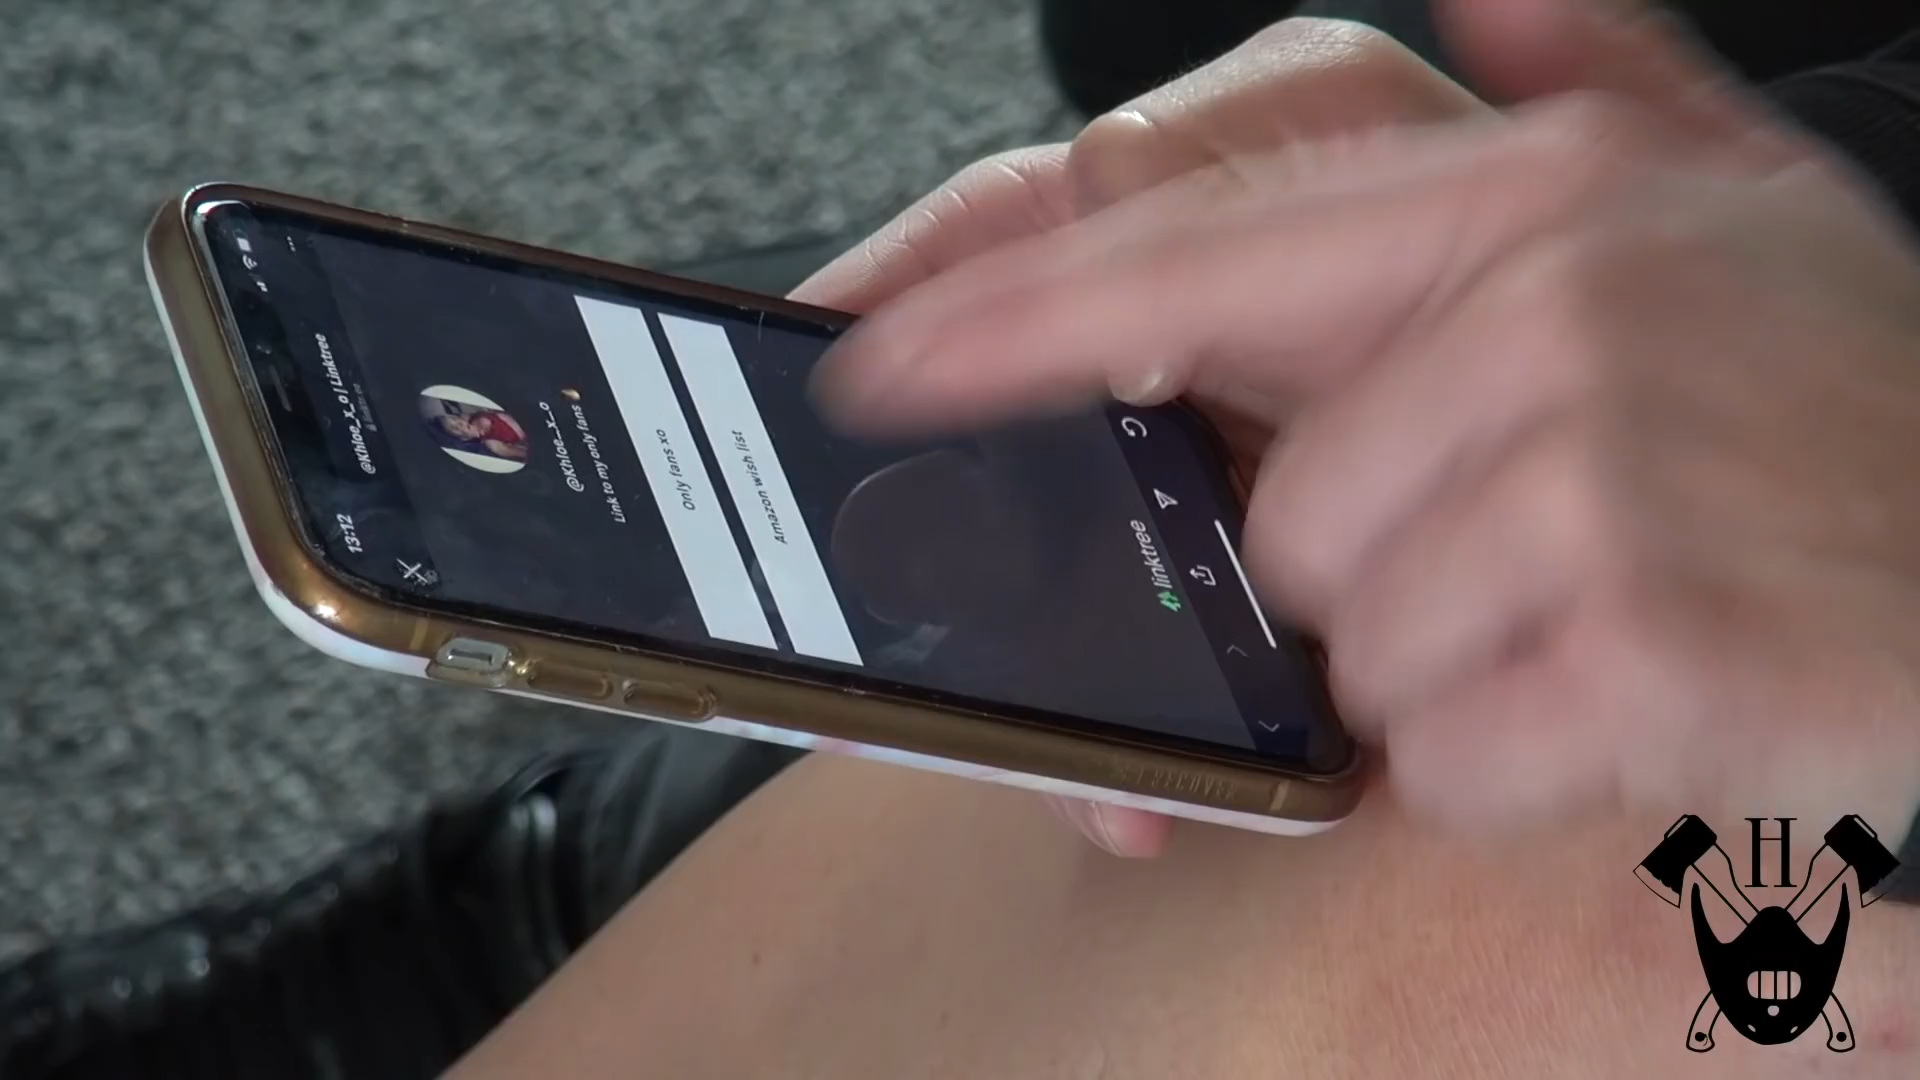 13:12
@Khloe_x_o | Linktree
@Khloe_x_o
Link to my only fans
Only fans xo
Amazon wish list
linktree
H